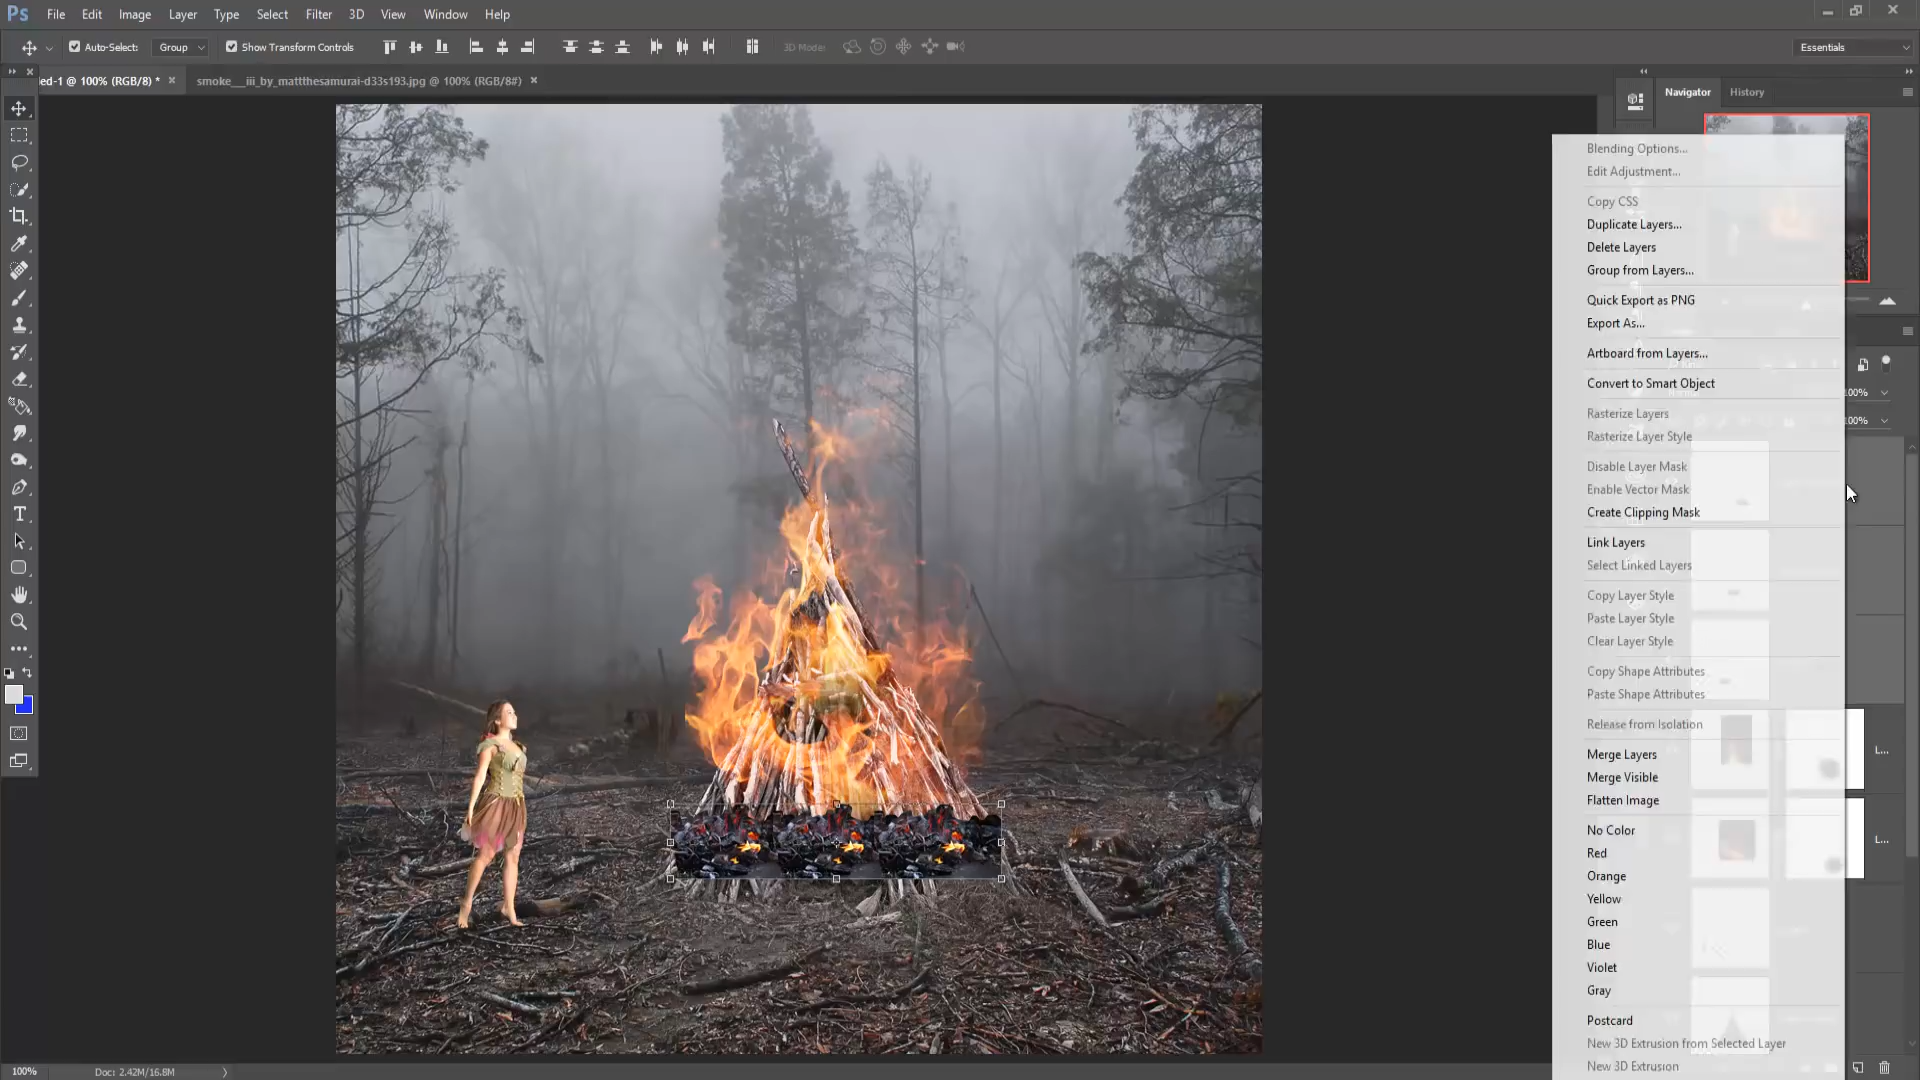 Ps File Edit Image Layer Type Select Filter 3D View Window Help
Auto-Select: Group Show Transform Controls 3D Mode: Essentials
ed-1 @ 100% (RGB/8) * smoke__iii_by_mattthesamurai-d33s193.jpg @ 100% (RGB/8#)
Navigator History
Blending Options...
Edit Adjustment...
Copy CSS
Duplicate Layers...
Delete Layers
Group from Layers...
Quick Export as PNG
Export As...
Artboard from Layers...
Convert to Smart Object
100%
Rasterize Layers
100%
Rasterize Layer Style
Disable Layer Mask
Enable Vector Mask
Create Clipping Mask
Link Layers
Select Linked Layers
Copy Layer Style
Paste Layer Style
Clear Layer Style
Copy Shape Attributes
Paste Shape Attributes
Release from Isolation
L...
Merge Layers
Merge Visible
Flatten Image
No Color
L...
Red
Orange
Yellow
Green
Blue
Violet
Gray
Postcard
New 3D Extrusion from Selected Layer
New 3D Extrusion
100% Doc: 2.42M/16.8M